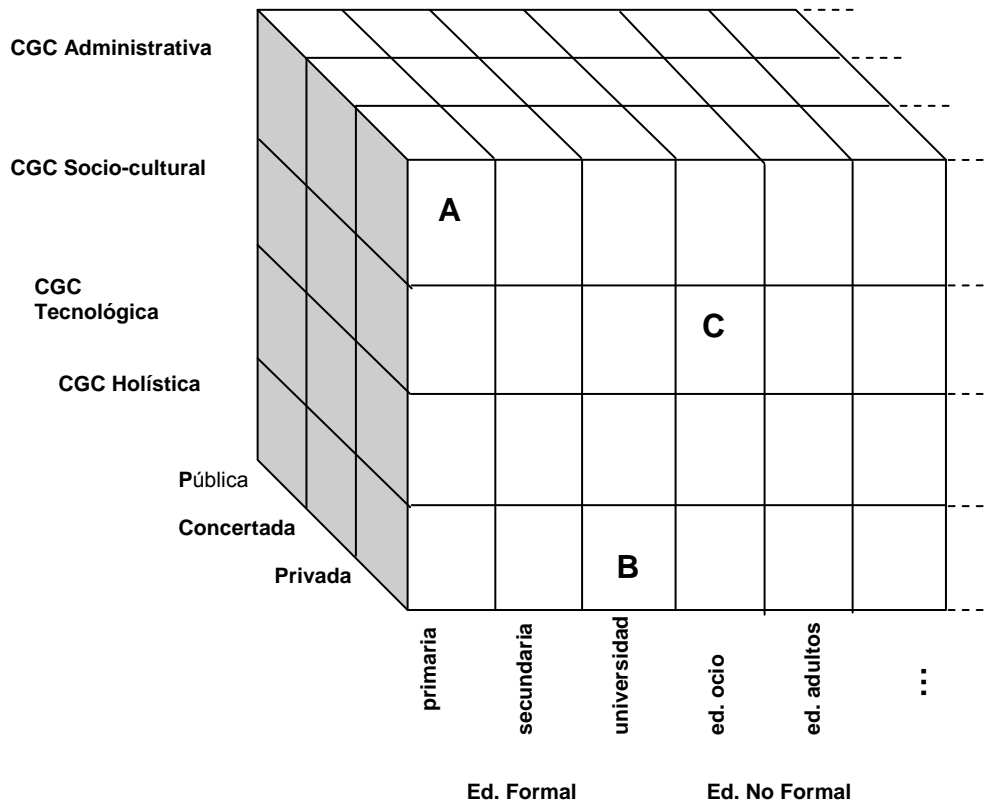 CGC Administrativa
CGC Socio-cultural
A
CGC
Tecnológica
C
CGC Holística
Pública
Concertada
B
Privada
primaria
secundaria
universidad
ed. ocio
ed. adultos
...
Ed. Formal
Ed. No Formal